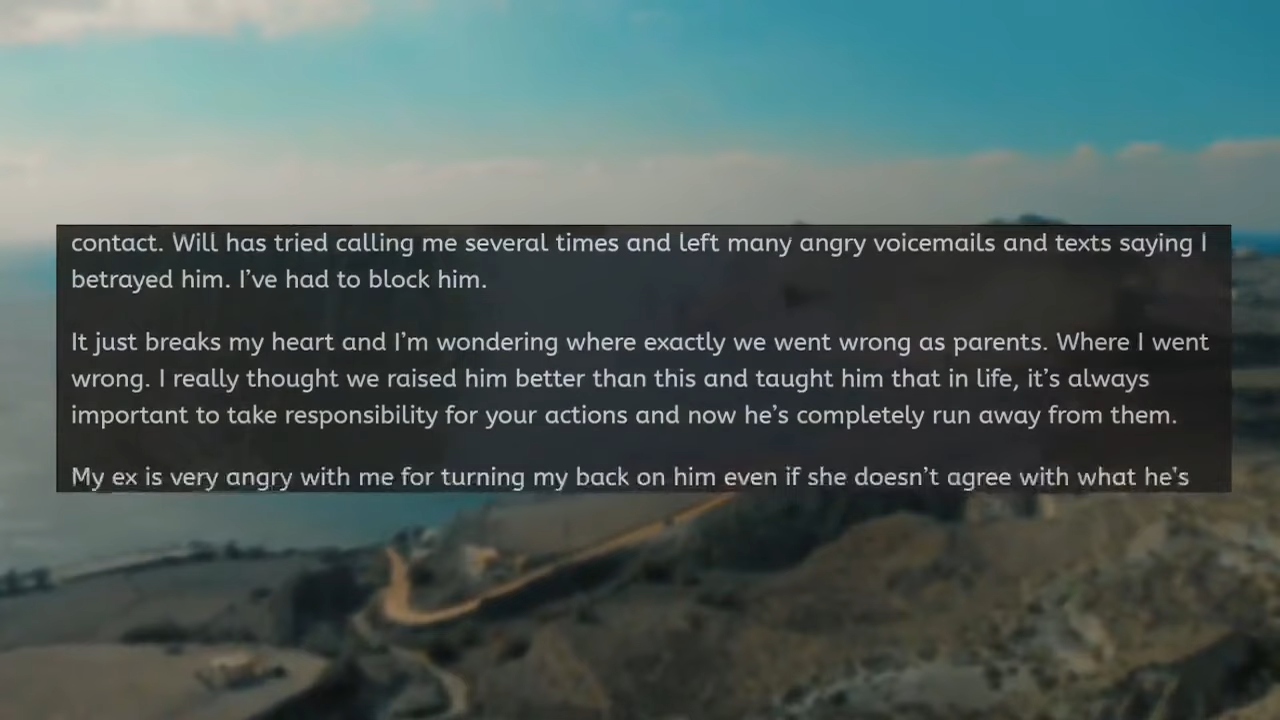 contact. Will has tried calling me several times and left many angry voicemails and texts saying I
betrayed him. I’ve had to block him.
It just breaks my heart and I’m wondering where exactly we went wrong as parents. Where I went
wrong. I really thought we raised him better than this and taught him that in life, it’s always
important to take responsibility for your actions and now he’s completely run away from them.
My ex is very angry with me for turning my back on him even if she doesn’t agree with what he’s